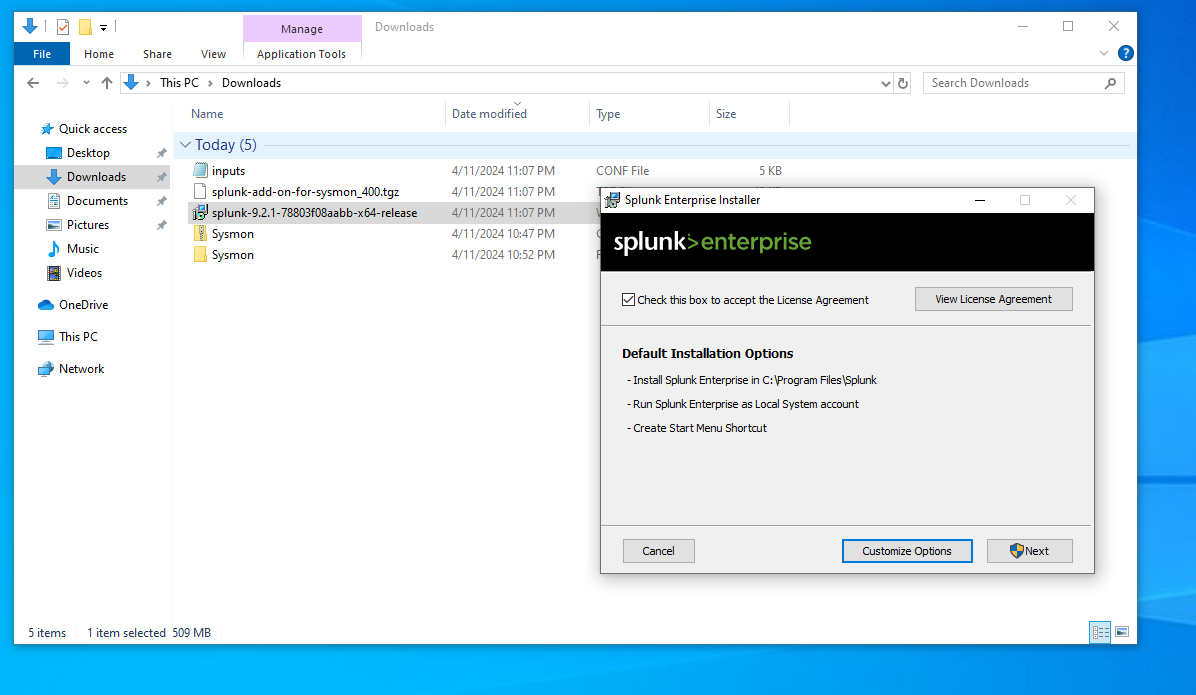 Manage
Downloads
File
Home
Share
View
Application Tools
?
This PC
Downloads
Search Downloads
Name
Date modified
Type
Size
Quick access
Desktop
Downloads
Documents
Pictures
Music
Videos
OneDrive
This PC
Network
Today (5)
inputs 4/11/2024 11:07 PM CONF File 5 KB
splunk-add-on-for-sysmon_400.tgz 4/11/2024 11:07 PM
splunk-9.2.1-78803f08aabb-x64-release 4/11/2024 11:07 PM
Sysmon 4/11/2024 10:47 PM
Sysmon 4/11/2024 10:52 PM
Splunk Enterprise Installer
splunk>enterprise
Check this box to accept the License Agreement
View License Agreement
Default Installation Options
- Install Splunk Enterprise in C:\Program Files\Splunk
- Run Splunk Enterprise as Local System account
- Create Start Menu Shortcut
Cancel
Customize Options
Next
5 items
1 item selected 509 MB